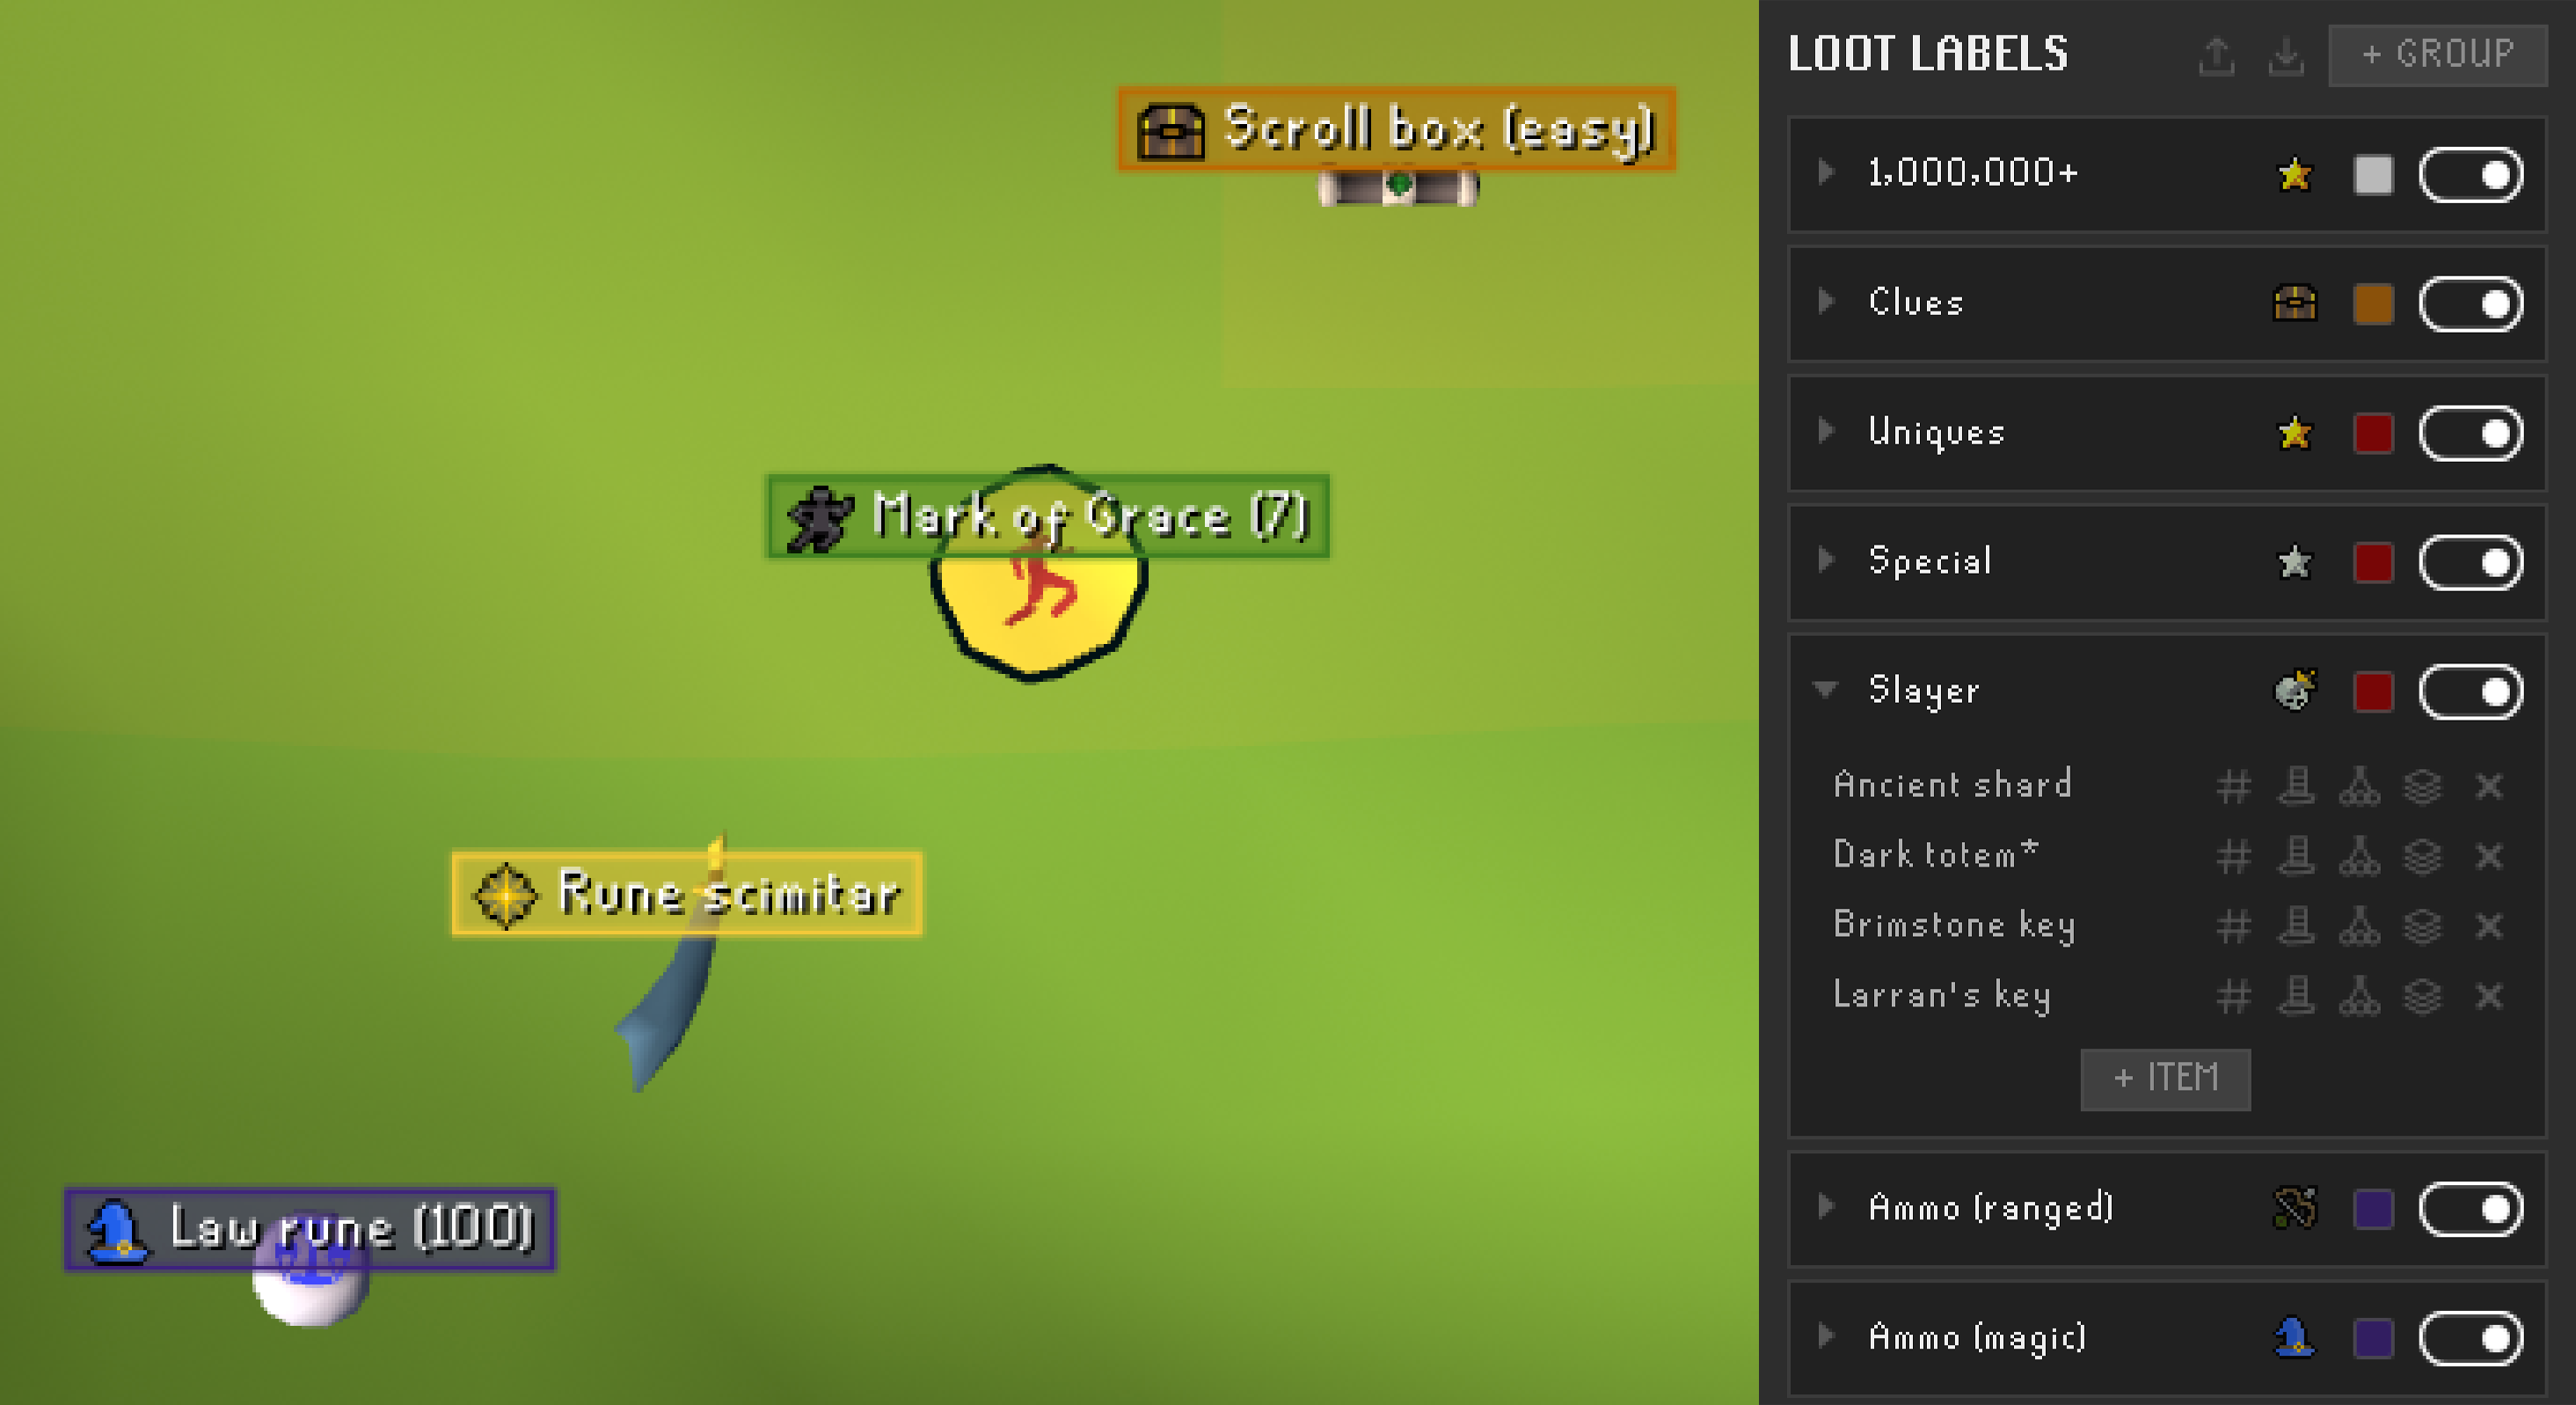 Scroll box (easy)
Mark of Grace (7)
Rune scimitar
Law rune (100)
LOOT LABELS
+ GROUP
1,000,000+
Clues
Uniques
Special
Slayer
Ancient shard
Dark totem*
Brimstone key
Larran's key
+ ITEM
Ammo (ranged)
Ammo (magic)